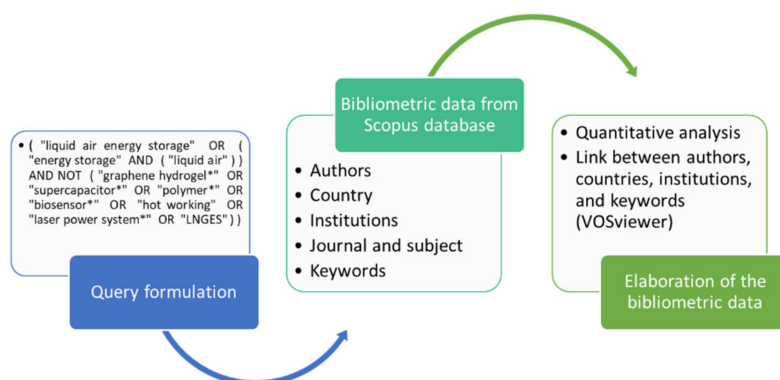 • ( "liquid air energy storage" OR (
"energy storage" AND ( "liquid air" ) )
AND NOT ( "graphene hydrogel*" OR
"supercapacitor*" OR "polymer*" OR
"biosensor*" OR "hot working" OR
"laser power system*" OR "LNGES" ) )
Query formulation
Bibliometric data from
Scopus database
• Authors
• Country
• Institutions
• Journal and subject
• Keywords
• Quantitative analysis
• Link between authors,
countries, institutions,
and keywords
(VOSviewer)
Elaboration of the
bibliometric data